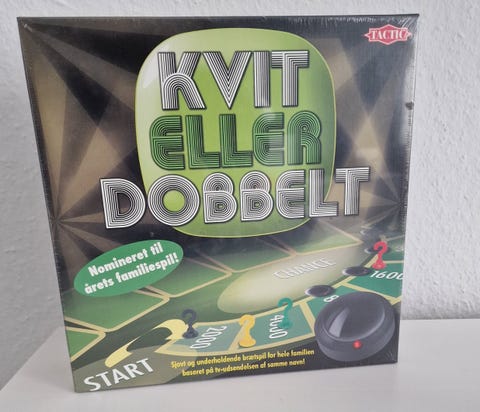 TACTIC
KVIT
ELLER
DOBBELT
Nomineret til
årets familiespil!
CHANCE
1600
8
4000
2000
START
Sjovt og underholdende brætspil for hele familien
baseret på tv-udsendelsen af samme navn!